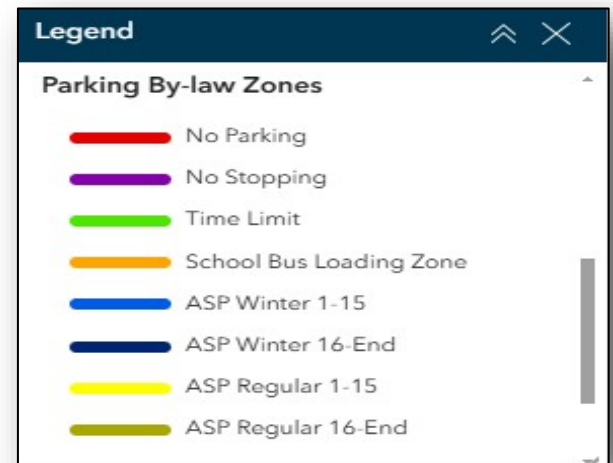 Legend
Parking By-law Zones
No Parking
No Stopping
Time Limit
School Bus Loading Zone
ASP Winter 1-15
ASP Winter 16-End
ASP Regular 1-15
ASP Regular 16-End